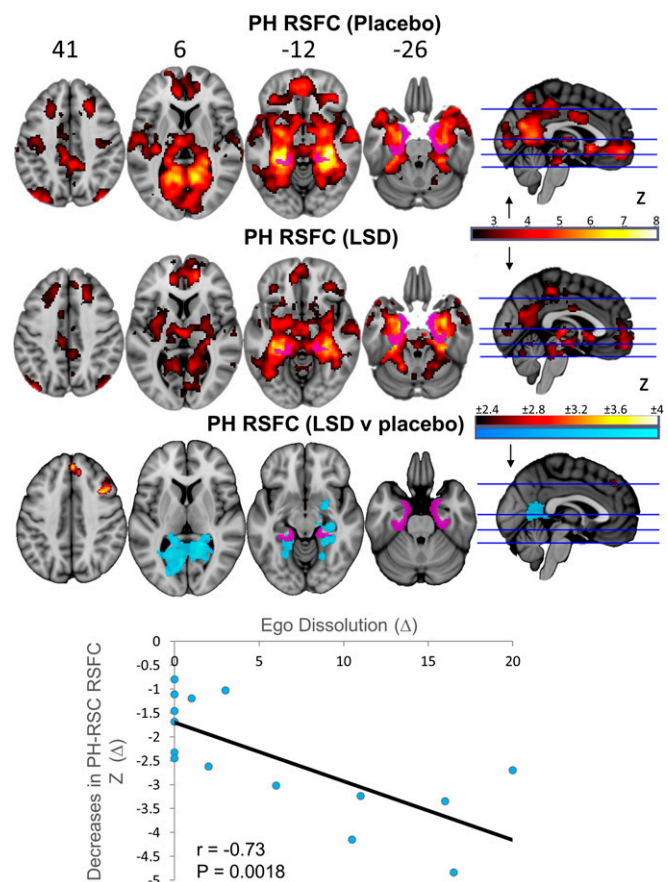 PH RSFC (Placebo)
41 6 -12 -26
Z
3 4 5 6 7 8
PH RSFC (LSD)
Z
±2.4 ±2.8 ±3.2 ±3.6 ±4
PH RSFC (LSD v placebo)
Ego Dissolution (Δ)
0 5 10 15 20
0
-0.5
-1
-1.5
-2
-2.5
-3
-3.5
-4
-4.5
-5
Decreases in PH-RSC RSFC
Z (Δ)
r = -0.73
P = 0.0018